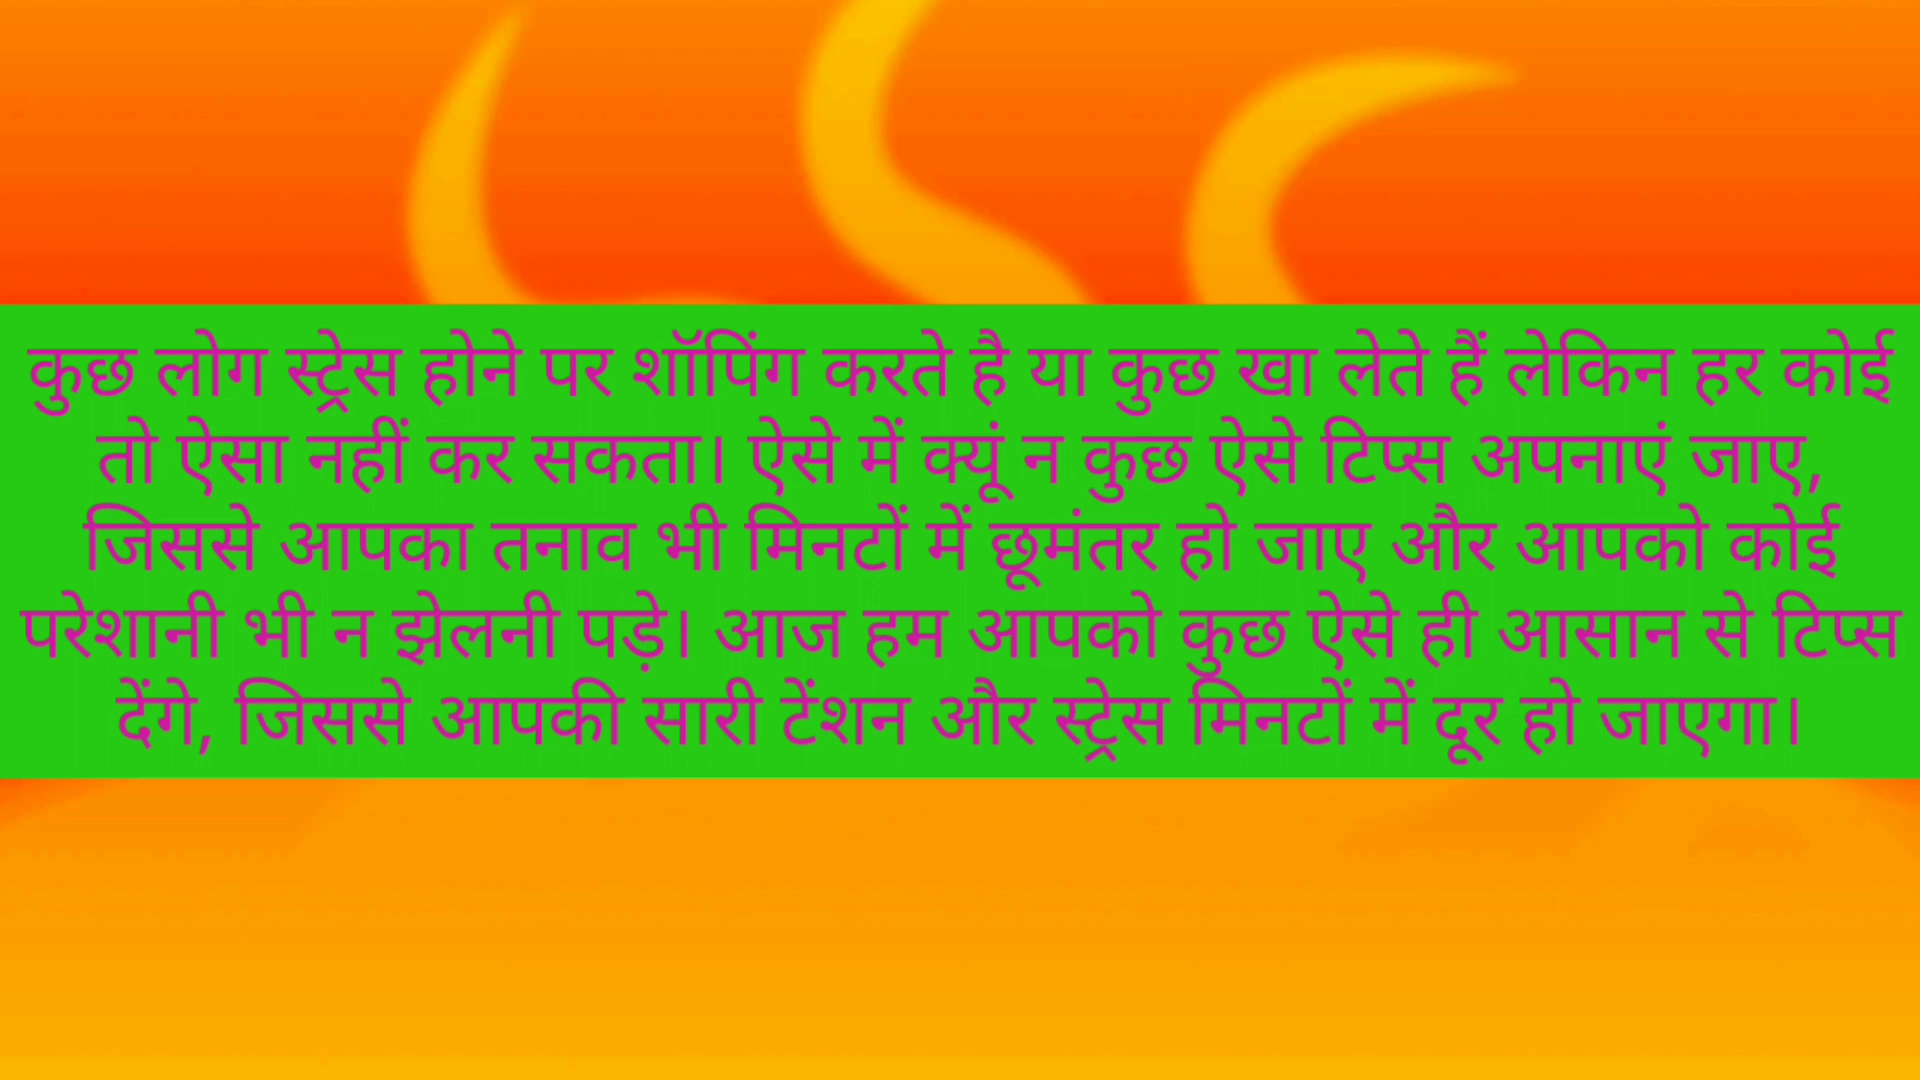 कुछ लोग स्ट्रेस होने पर शॉपिंग करते है या कुछ खा लेते हैं लेकिन हर कोई
तो ऐसा नहीं कर सकता। ऐसे में क्यूं न कुछ ऐसे टिप्स अपनाएं जाए,
जिससे आपका तनाव भी मिनटों में छूमंतर हो जाए और आपको कोई
परेशानी भी न झेलनी पड़े। आज हम आपको कुछ ऐसे ही आसान से टिप्स
देंगे, जिससे आपकी सारी टेंशन और स्ट्रेस मिनटों में दूर हो जाएगा।